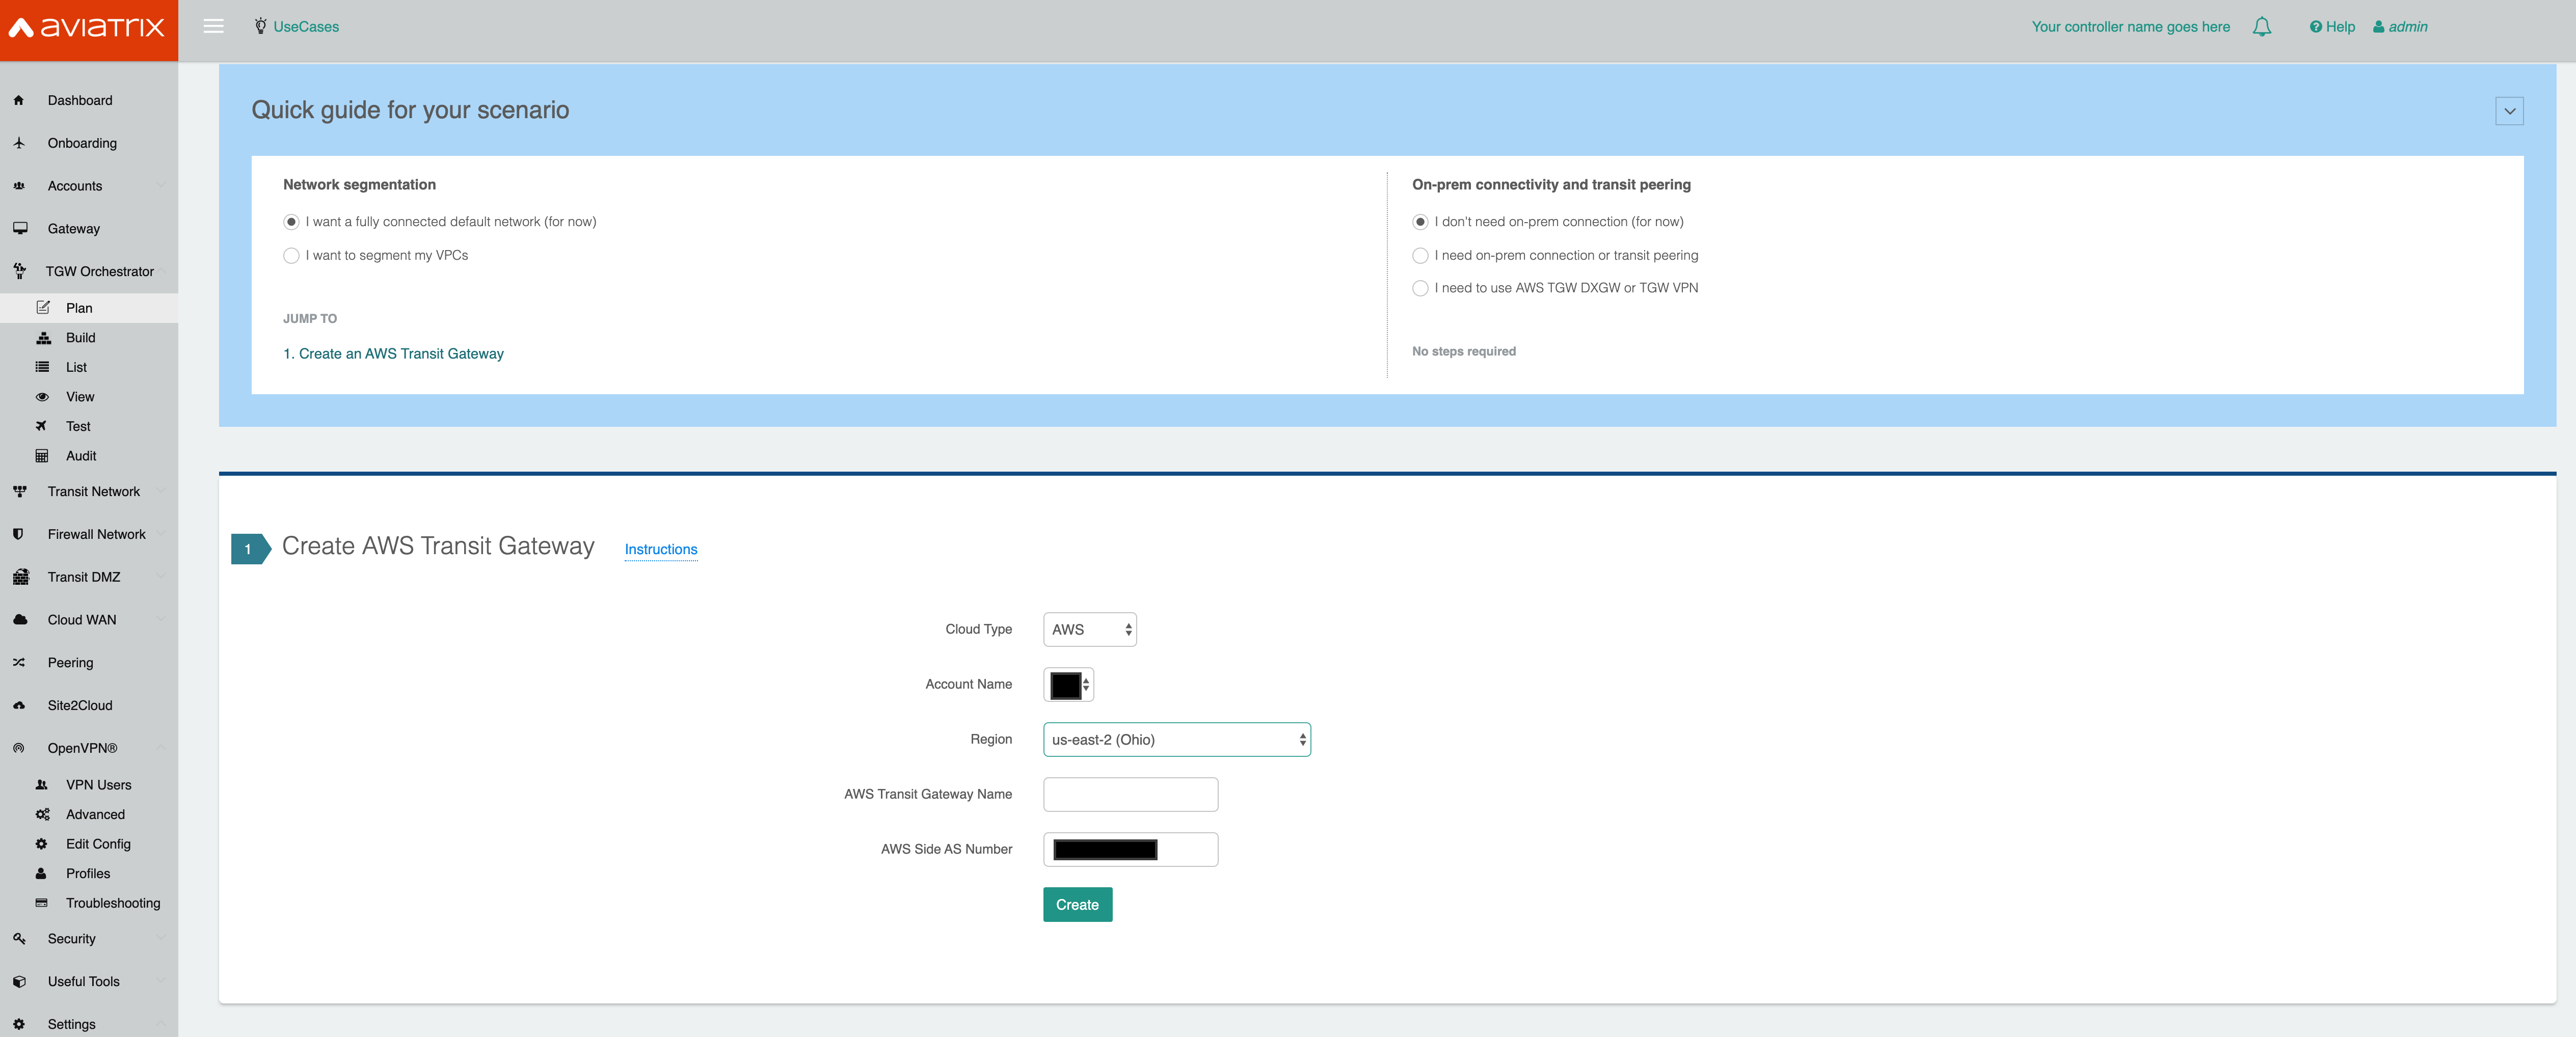 aviatrix
UseCases
Your controller name goes here
Help
admin
Dashboard
Onboarding
Accounts
Gateway
TGW Orchestrator
Plan
Build
List
View
Test
Audit
Transit Network
Firewall Network
Transit DMZ
Cloud WAN
Peering
Site2Cloud
OpenVPN®
VPN Users
Advanced
Edit Config
Profiles
Troubleshooting
Security
Useful Tools
Settings
Quick guide for your scenario
Network segmentation
I want a fully connected default network (for now)
I want to segment my VPCs
JUMP TO
1. Create an AWS Transit Gateway
On-prem connectivity and transit peering
I don't need on-prem connection (for now)
I need on-prem connection or transit peering
I need to use AWS TGW DXGW or TGW VPN
No steps required
1 Create AWS Transit Gateway Instructions
Cloud Type AWS
Account Name
Region us-east-2 (Ohio)
AWS Transit Gateway Name
AWS Side AS Number
Create